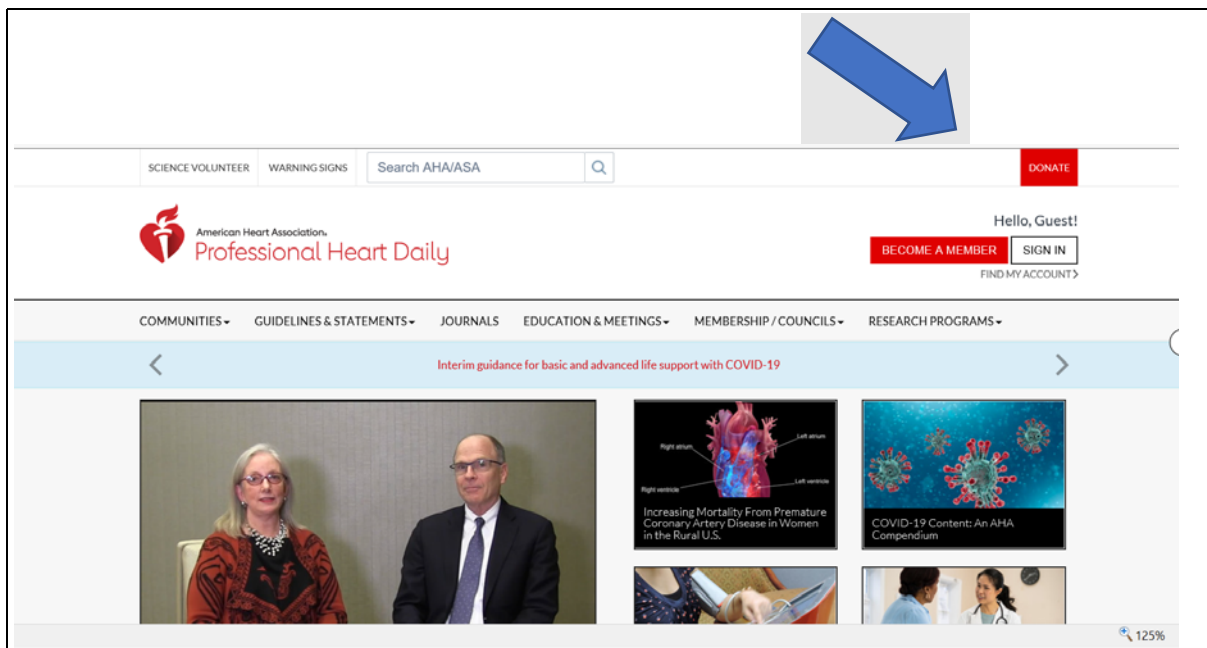 SCIENCE VOLUNTEER WARNING SIGNS Search AHA/ASA DONATE
American Heart Association.
Professional Heart Daily
Hello, Guest!
BECOME A MEMBER SIGN IN
FIND MY ACCOUNT
COMMUNITIES GUIDELINES & STATEMENTS JOURNALS EDUCATION & MEETINGS MEMBERSHIP / COUNCILS RESEARCH PROGRAMS
Interim guidance for basic and advanced life support with COVID-19
Right atrium Left atrium
Right ventricle Left ventricle
Increasing Mortality From Premature
Coronary Artery Disease in Women
in the Rural U.S.
COVID-19 Content: An AHA
Compendium
125%